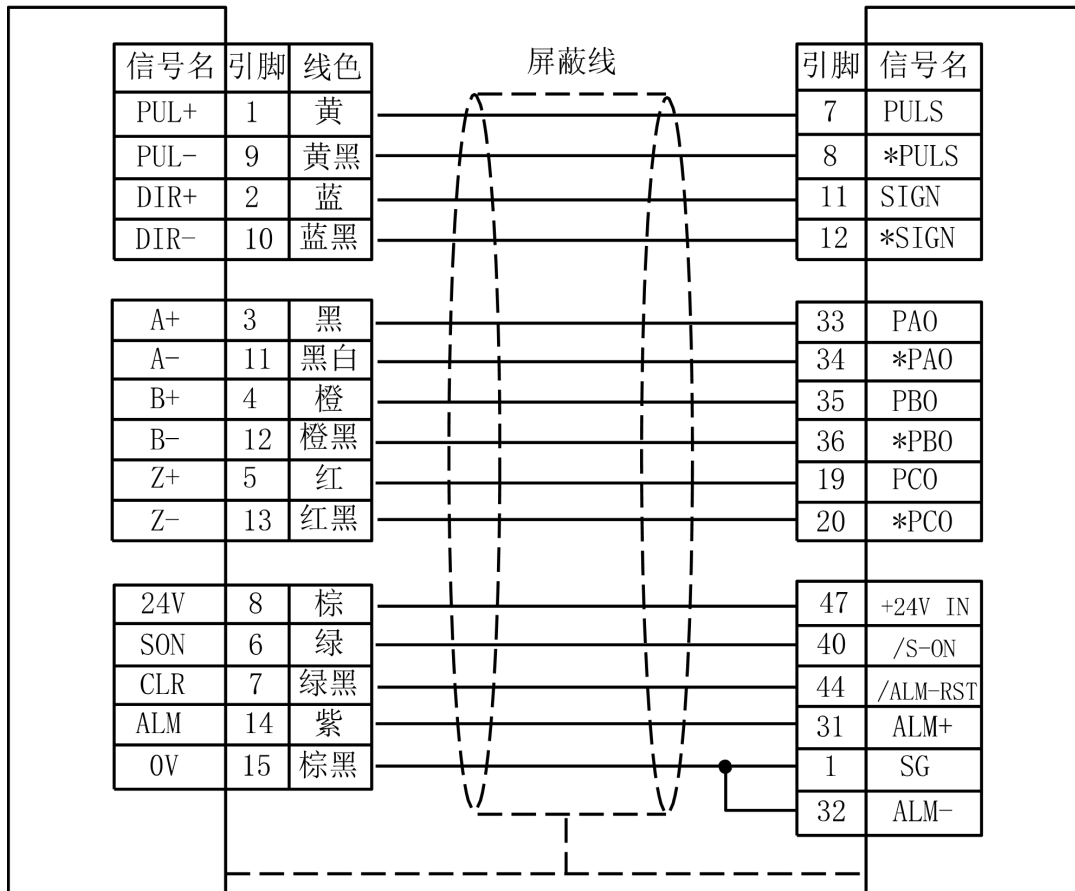 屏蔽线
信号名 引脚 线色 引脚 信号名
PUL+ 1 黄 7 PULS
PUL- 9 黄黑 8 *PULS
DIR+ 2 蓝 11 SIGN
DIR- 10 蓝黑 12 *SIGN
A+ 3 黑 33 PAO
A- 11 黑白 34 *PAO
B+ 4 橙 35 PBO
B- 12 橙黑 36 *PBO
Z+ 5 红 19 PCO
Z- 13 红黑 20 *PCO
24V 8 棕 47 +24V IN
SON 6 绿 40 /S-ON
CLR 7 绿黑 44 /ALM-RST
ALM 14 紫 31 ALM+
0V 15 棕黑 1 SG
32 ALM-